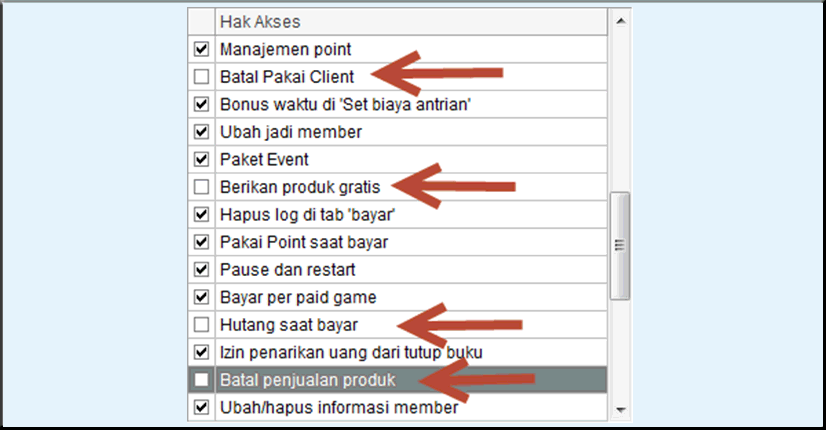 Hak Akses
Manajemen point
Batal Pakai Client
Bonus waktu di 'Set biaya antrian'
Ubah jadi member
Paket Event
Berikan produk gratis
Hapus log di tab 'bayar'
Pakai Point saat bayar
Pause dan restart
Bayar per paid game
Hutang saat bayar
Izin penarikan uang dari tutup buku
Batal penjualan produk
Ubah/hapus informasi member